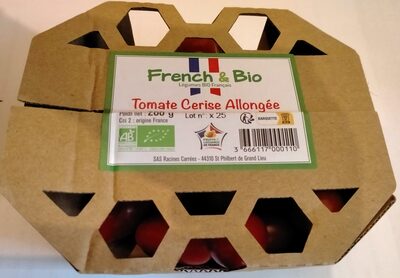 French & Bio
Légumes BIO Français
Tomate Cerise Allongée
Poids net : 200 g
Lot n° x 25
Cat 2 : origine France
AB
BARQUETTE
3 666117 000110
SAS Racines Carrées - 44310 St Philbert de Grand Lieu